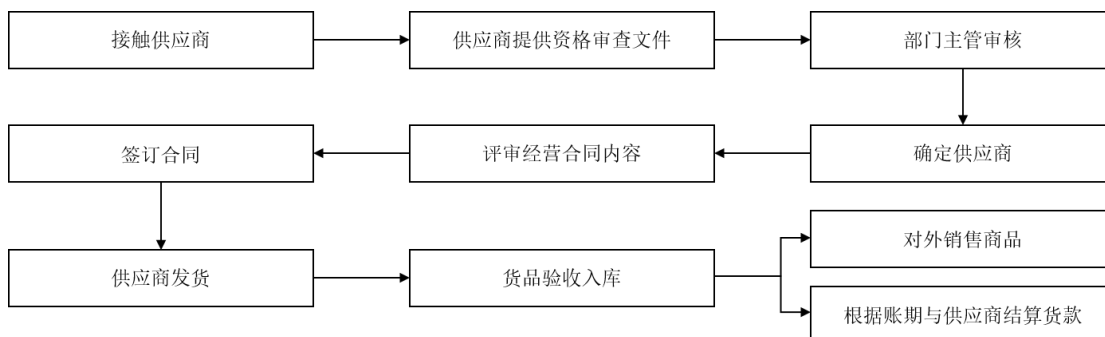 接触供应商
供应商提供资格审查文件
部门主管审核
确定供应商
评审经营合同内容
签订合同
供应商发货
货品验收入库
对外销售商品
根据账期与供应商结算货款